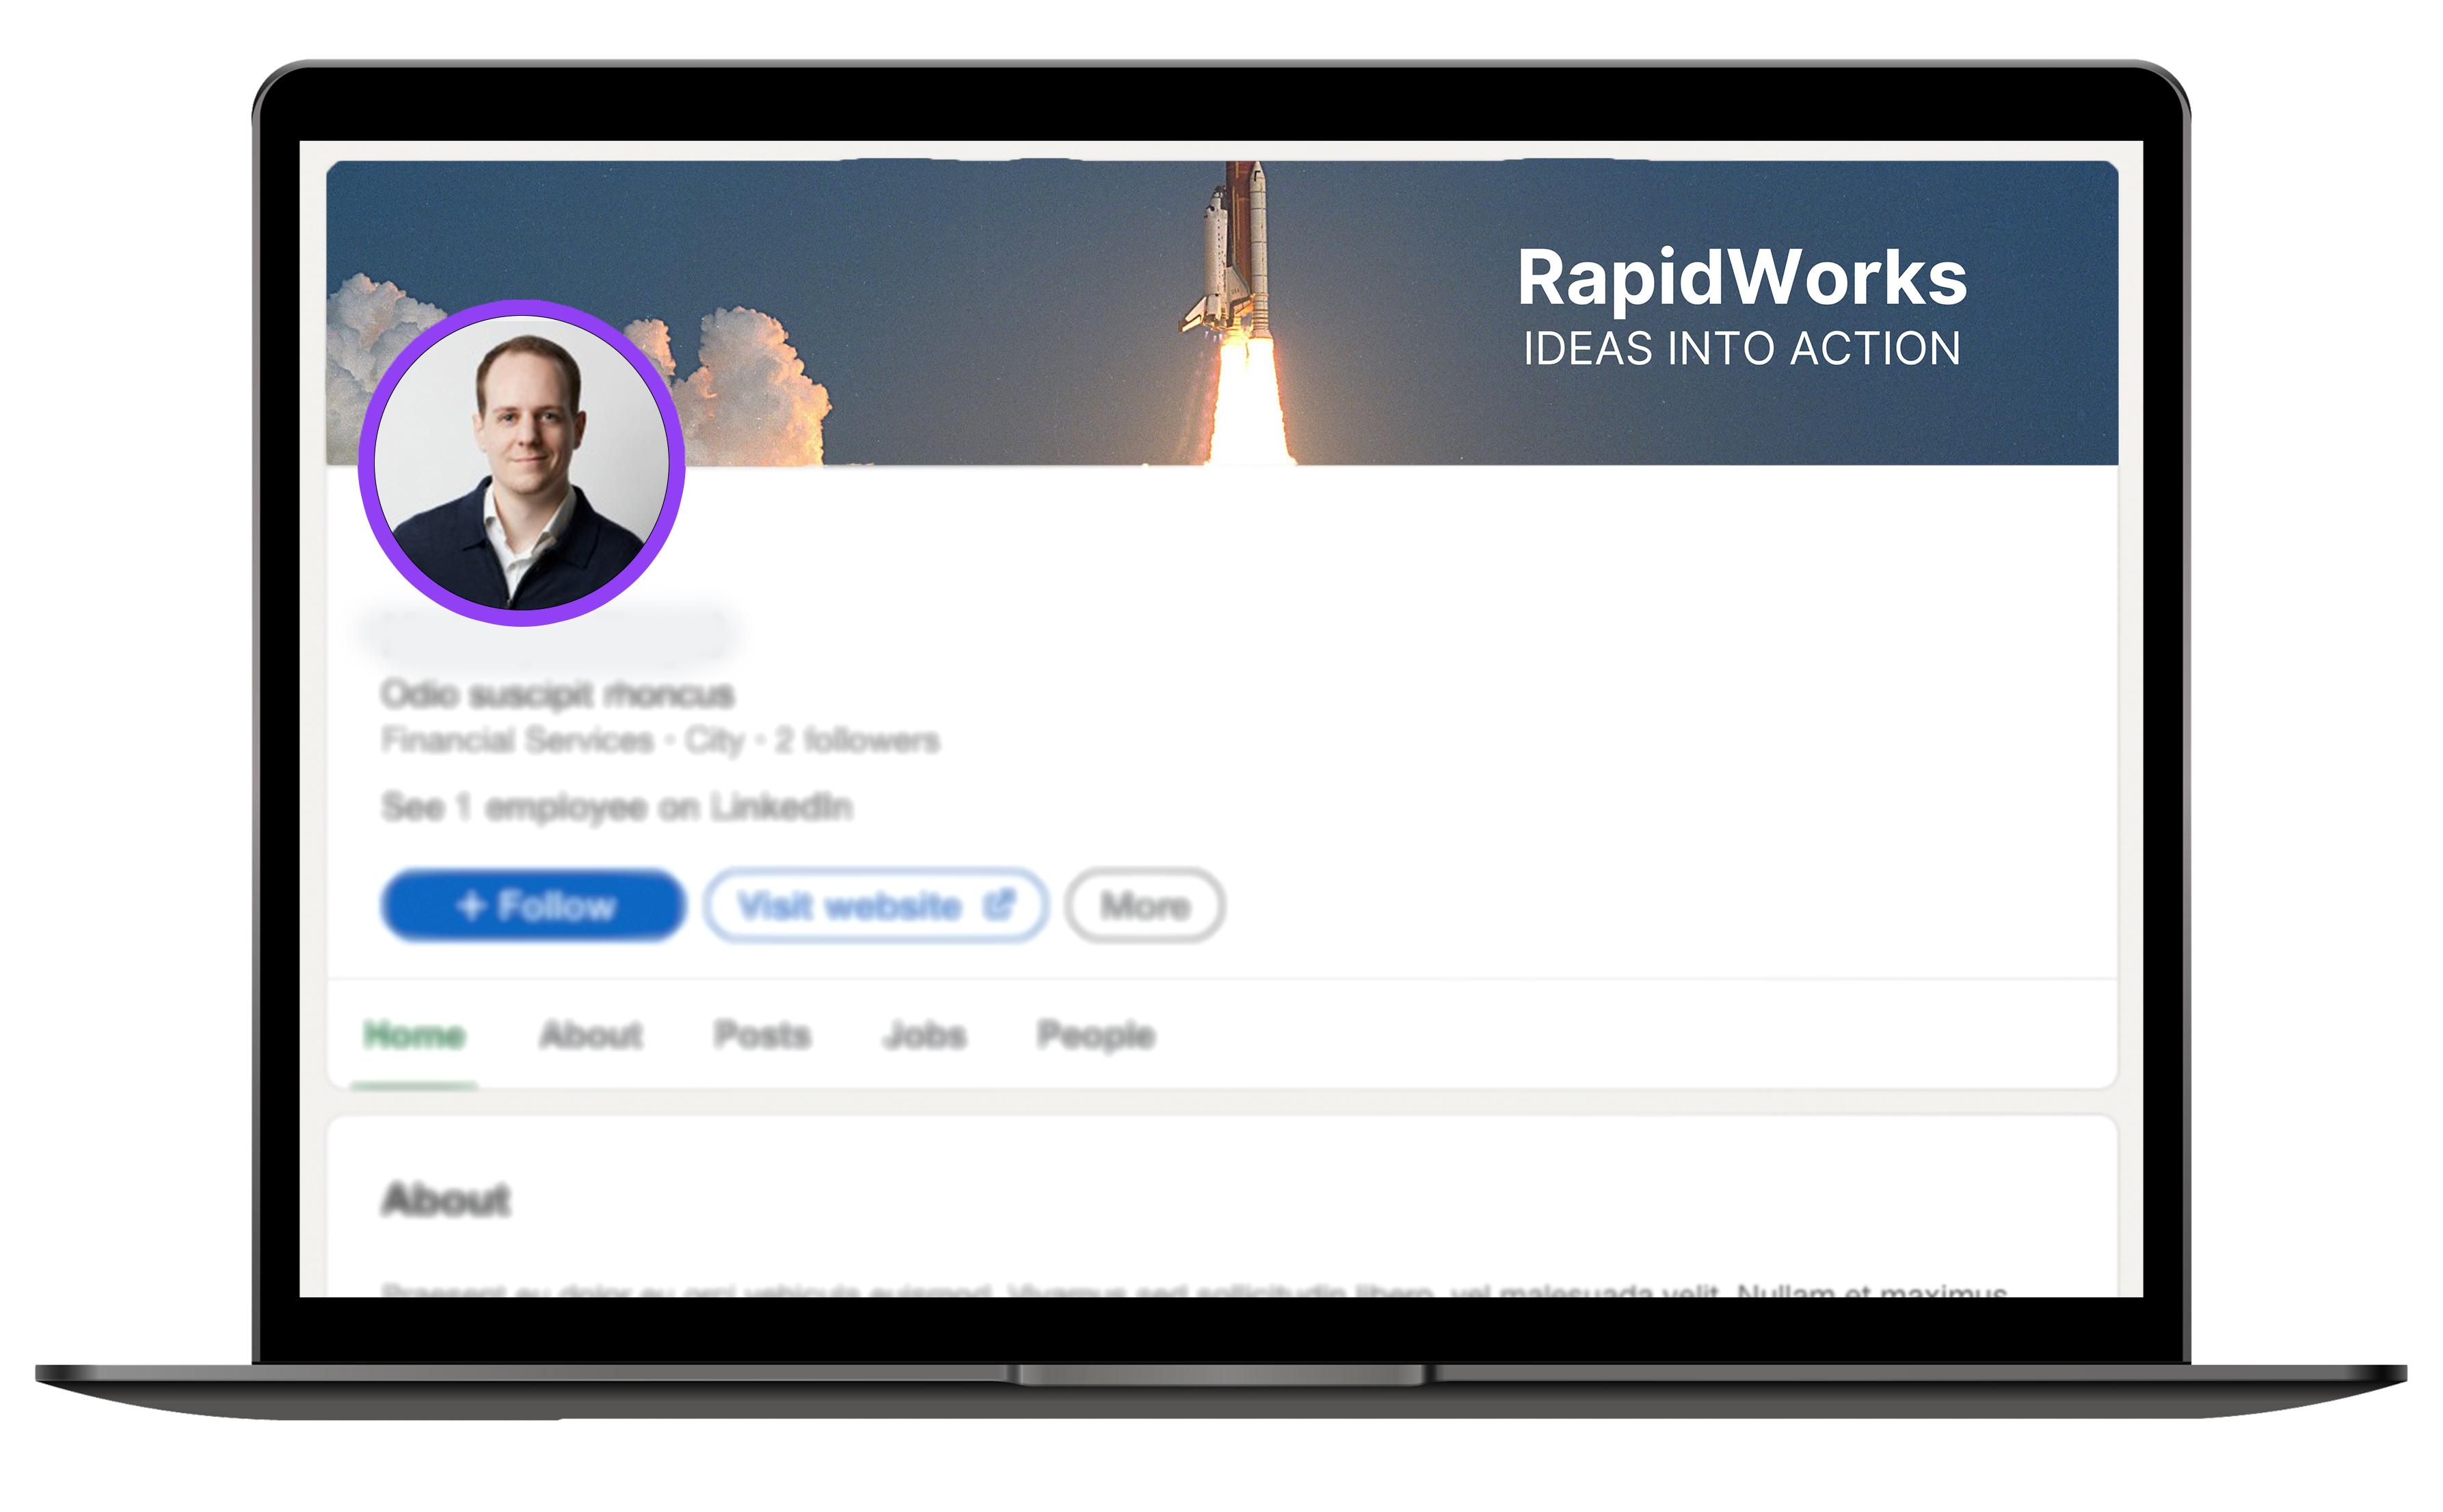 RapidWorks
IDEAS INTO ACTION
Odio suscipit rhoncus
Financial Services • City • 2 followers
See 1 employee on LinkedIn
+ Follow
Visit website
More
Home
About
Posts
Jobs
People
About
Praesent eu dolor eu orci vehicula euismod. Vivamus sed sollicitudin libero, vel malesuada velit. Nullam et maximus